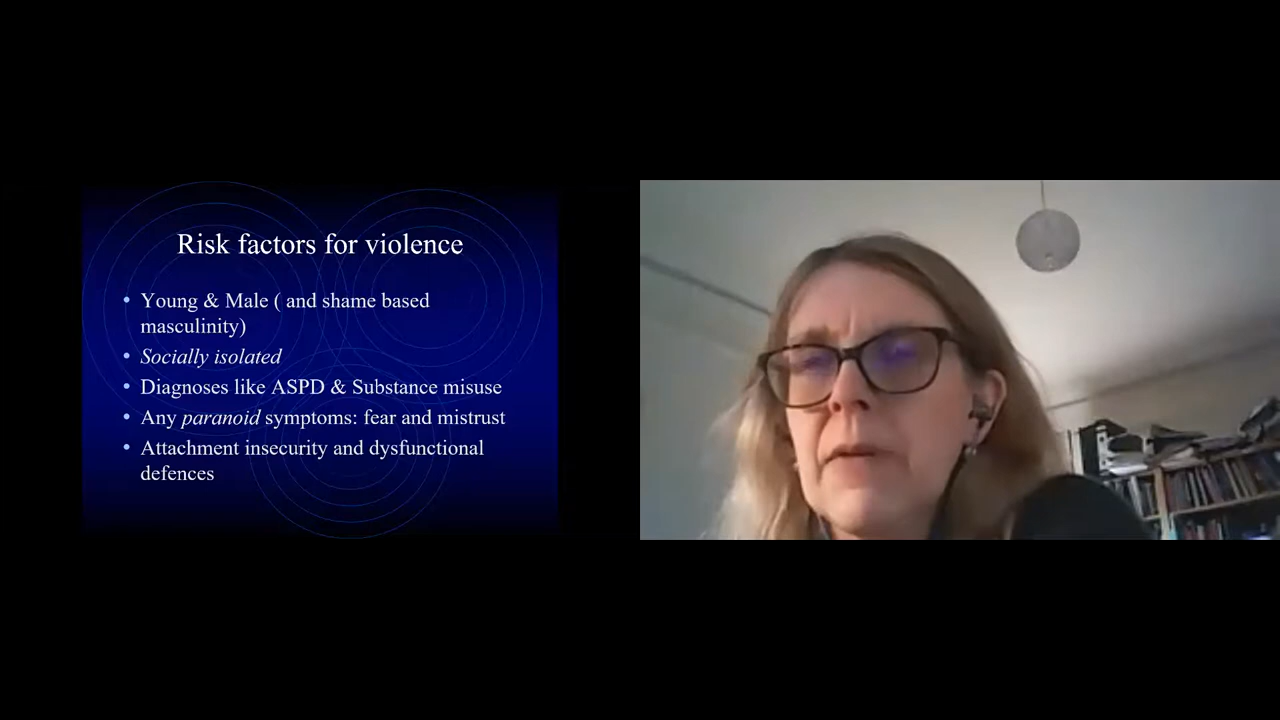 Risk factors for violence
• Young & Male ( and shame based
masculinity)
• Socially isolated
• Diagnoses like ASPD & Substance misuse
• Any paranoid symptoms: fear and mistrust
• Attachment insecurity and dysfunctional
defences